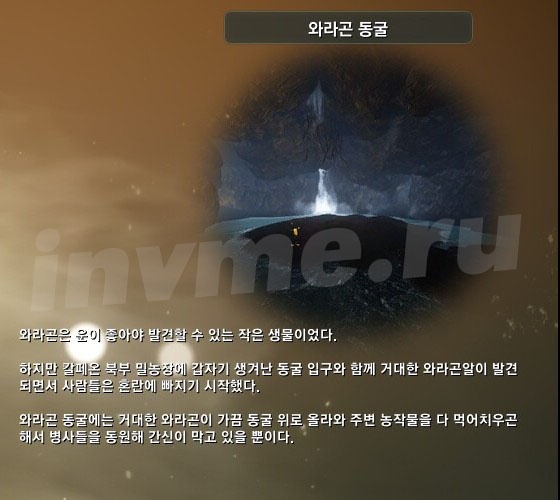 와라곤 동굴
invme.ru
와라곤은 운이 좋아야 발견할 수 있는 작은 생물이었다.
하지만 칼페온 북부 밀농장에 갑자기 생겨난 동굴 입구와 함께 거대한 와라곤알이 발견
되면서 사람들은 혼란에 빠지기 시작했다.
와라곤 동굴에는 거대한 와라곤이 가끔 동굴 위로 올라와 주변 농작물을 다 먹어치우곤
해서 병사들을 동원해 간신이 막고 있을 뿐이다.